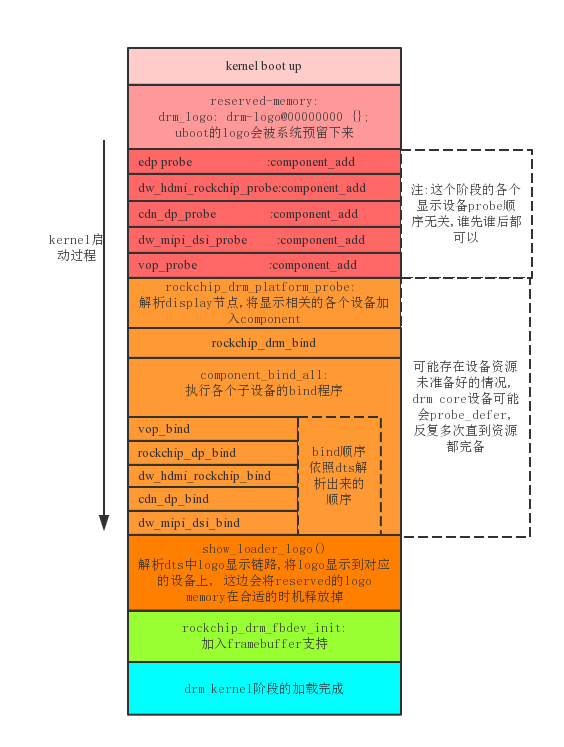 kernel boot up
reserved-memory:
drm_logo: drm-logo@00000000 {};
uboot的logo会被系统预留下来
edp probe :component_add
dw_hdmi_rockchip_probe:component_add
cdn_dp_probe :component_add
dw_mipi_dsi_probe :component_add
vop_probe :component_add
注:这个阶段的各个
显示设备probe顺
序无关,谁先谁后都
可以
kernel启
动过程
rockchip_drm_platform_probe:
解析display节点,将显示相关的各个设备加
入component
rockchip_drm_bind
component_bind_all:
执行各个子设备的bind程序
vop_bind
rockchip_dp_bind
dw_hdmi_rockchip_bind
cdn_dp_bind
dw_mipi_dsi_bind
bind顺序
依照dts解
析出来的
顺序
可能存在设备资源
未准备好的情况,
drm core设备可能
会probe_defer,
反复多次直到资源
都完备
show_loader_logo()
解析dts中logo显示链路,将logo显示到对应
的设备上, 这边会将reserved的logo
memory在合适的时机释放掉
rockchip_drm_fbdev_init:
加入framebuffer支持
drm kernel阶段的加载完成